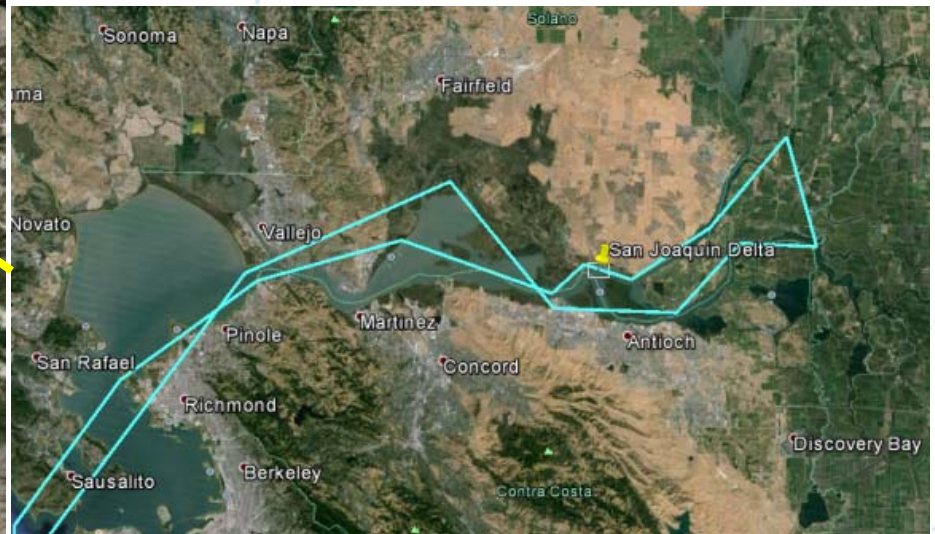 Solano
Sonoma
Napa
Fairfield
ma
Novato
Vallejo
San Joaquin Delta
Martinez
Pinole
Antioch
San Rafael
Concord
Richmond
Discovery Bay
Berkeley
Sausalito
Contra Costa